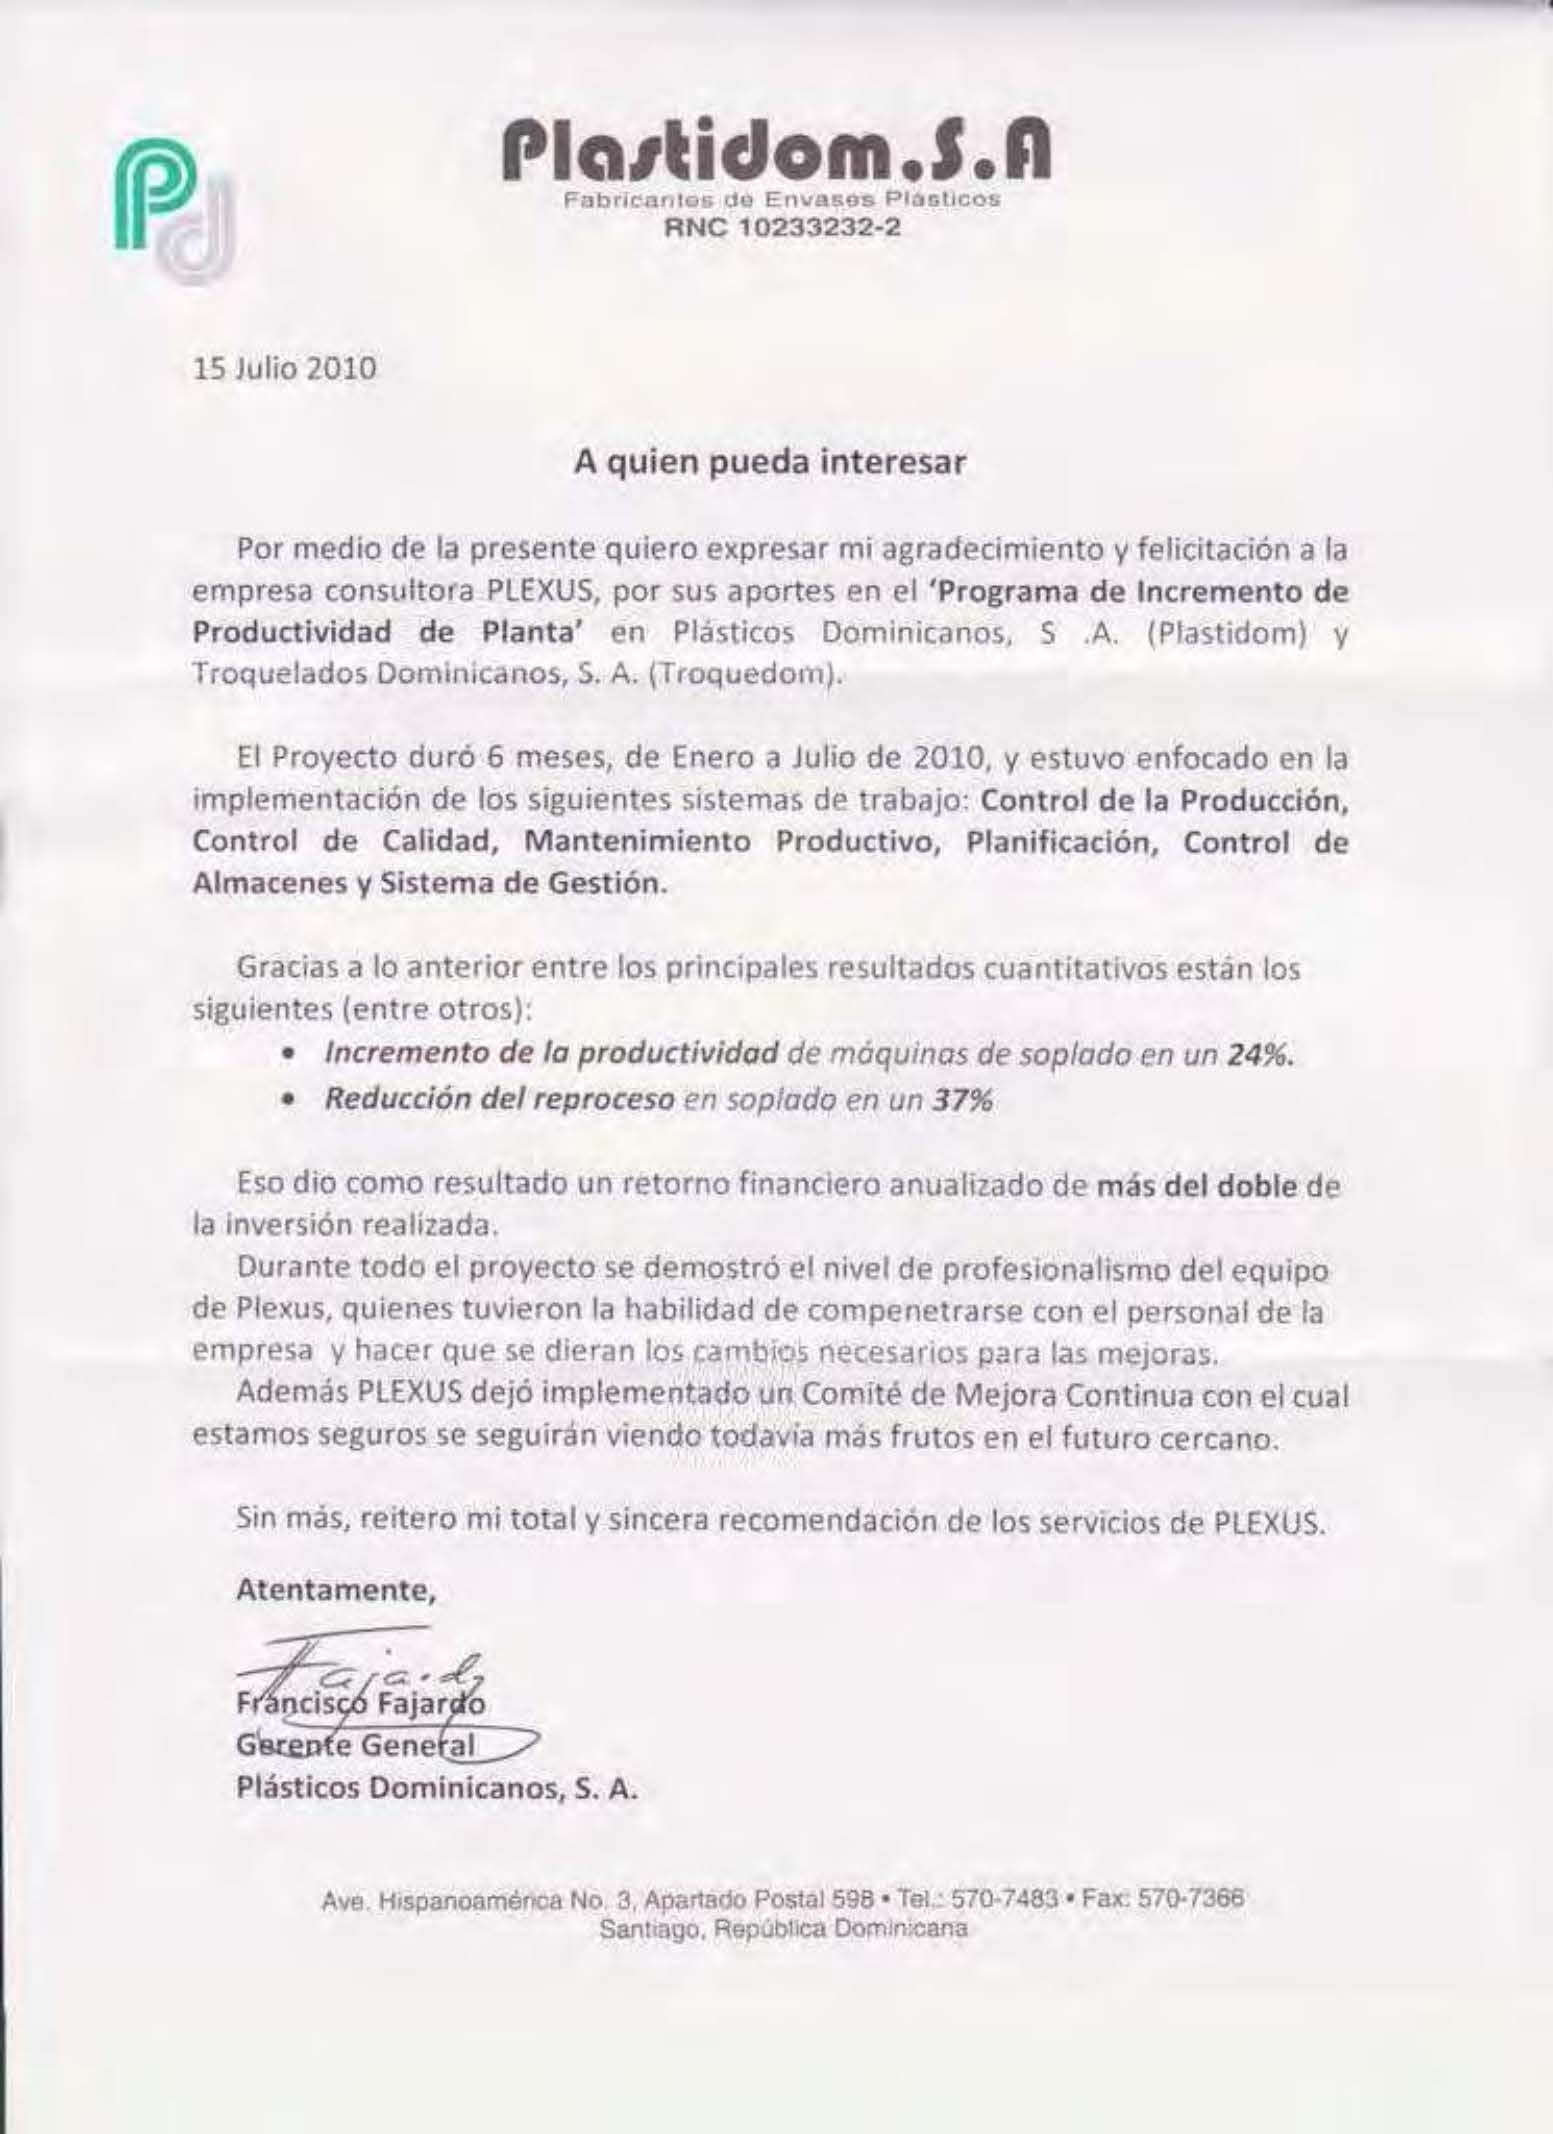 Pd
Plastidom.S.A
Fabricantes de Envases Plásticos
RNC 10233232-2
15 Julio 2010
A quien pueda interesar
Por medio de la presente quiero expresar mi agradecimiento y felicitación a la
empresa consultora PLEXUS, por sus aportes en el ‘Programa de Incremento de
Productividad de Planta’ en Plásticos Dominicanos, S .A. (Plastidom) y
Troquelados Dominicanos, S. A. (Troquedom).
El Proyecto duró 6 meses, de Enero a Julio de 2010, y estuvo enfocado en la
implementación de los siguientes sistemas de trabajo: Control de la Producción,
Control de Calidad, Mantenimiento Productivo, Planificación, Control de
Almacenes y Sistema de Gestión.
Gracias a lo anterior entre los principales resultados cuantitativos están los
siguientes (entre otros):
• Incremento de la productividad de máquinas de soplado en un 24%.
• Reducción del reproceso en soplado en un 37%
Eso dio como resultado un retorno financiero anualizado de más del doble de
la inversión realizada.
Durante todo el proyecto se demostró el nivel de profesionalismo del equipo
de Plexus, quienes tuvieron la habilidad de compenetrarse con el personal de la
empresa y hacer que se dieran los cambios necesarios para las mejoras.
Además PLEXUS dejó implementado un Comité de Mejora Continua con el cual
estamos seguros se seguirán viendo todavía más frutos en el futuro cercano.
Sin más, reitero mi total y sincera recomendación de los servicios de PLEXUS.
Atentamente,
Fajardo
Francisco Fajardo
Gerente General
Plásticos Dominicanos, S. A.
Ave. Hispanoamérica No. 3, Apartado Postal 598 • Tel.: 570-7483 • Fax: 570-7366
Santiago, República Dominicana